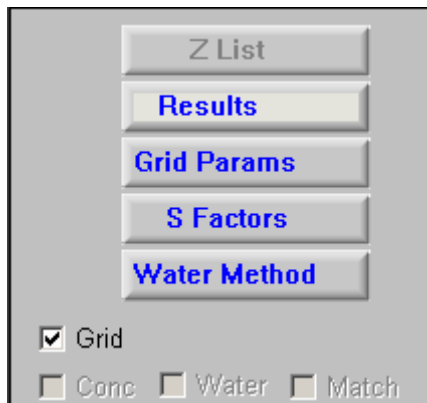 Z List
Results
Grid Params
S Factors
Water Method
Grid
Conc Water Match